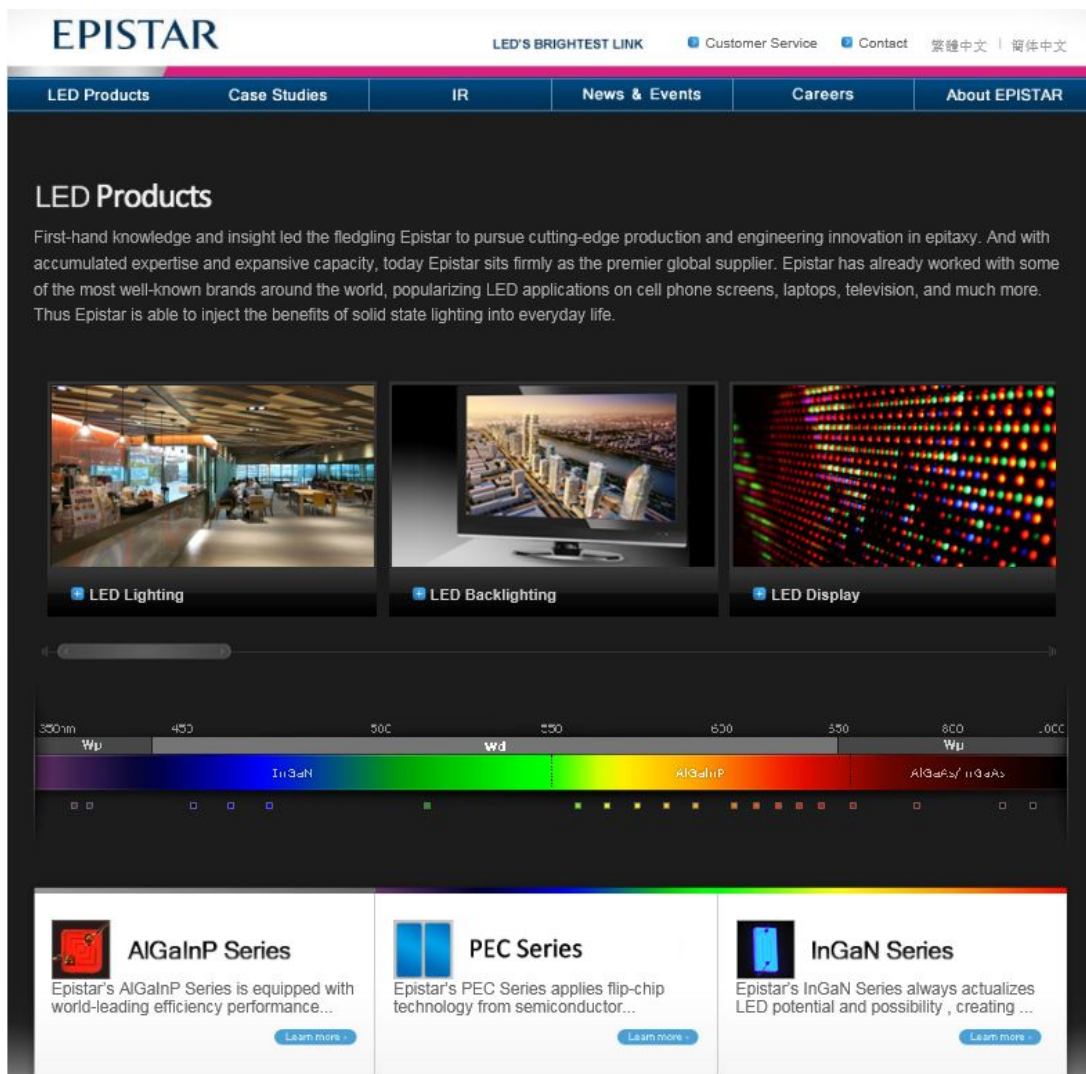 EPISTAR
LED'S BRIGHTEST LINK
Customer Service
Contact
繁體中文 | 簡体中文
LED Products
Case Studies
IR
News & Events
Careers
About EPISTAR
LED Products
First-hand knowledge and insight led the fledgling Epistar to pursue cutting-edge production and engineering innovation in epitaxy. And with
accumulated expertise and expansive capacity, today Epistar sits firmly as the premier global supplier. Epistar has already worked with some
of the most well-known brands around the world, popularizing LED applications on cell phone screens, laptops, television, and much more.
Thus Epistar is able to inject the benefits of solid state lighting into everyday life.
LED Lighting
LED Backlighting
LED Display
350nm 450 500 550 600 650 800 1000
Wp Wd Wp
InGaN AlGaInP AlGaAs/InGaAs
AlGaInP Series
Epistar's AlGaInP Series is equipped with
world-leading efficiency performance...
Learn more
PEC Series
Epistar's PEC Series applies flip-chip
technology from semiconductor...
Learn more
InGaN Series
Epistar's InGaN Series always actualizes
LED potential and possibility , creating ...
Learn more